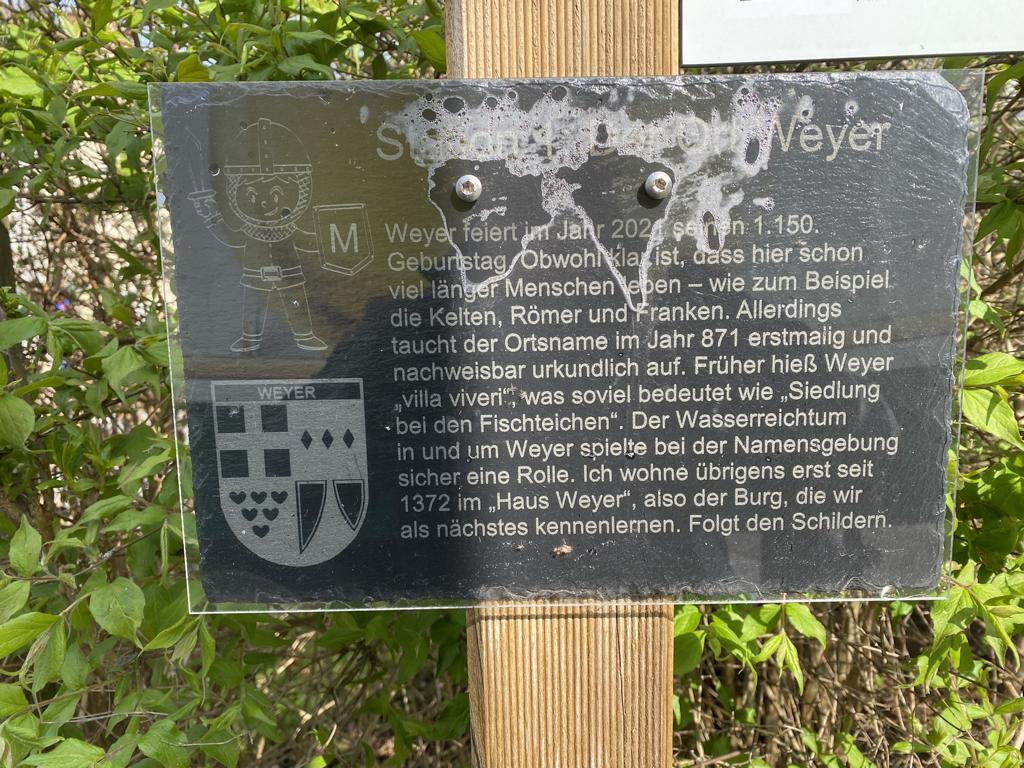 Station Der Ort Weyer
M
Weyer feiert im Jahr 2021 seinen 1.150.
Geburtstag. Obwohl klar ist, dass hier schon
viel länger Menschen leben – wie zum Beispiel
die Kelten, Römer und Franken. Allerdings
taucht der Ortsname im Jahr 871 erstmalig und
nachweisbar urkundlich auf. Früher hieß Weyer
„villa viveri“, was soviel bedeutet wie „Siedlung
bei den Fischteichen“. Der Wasserreichtum
in und um Weyer spielte bei der Namensgebung
sicher eine Rolle. Ich wohne übrigens erst seit
1372 im „Haus Weyer“, also der Burg, die wir
als nächstes kennenlernen. Folgt den Schildern.
WEYER